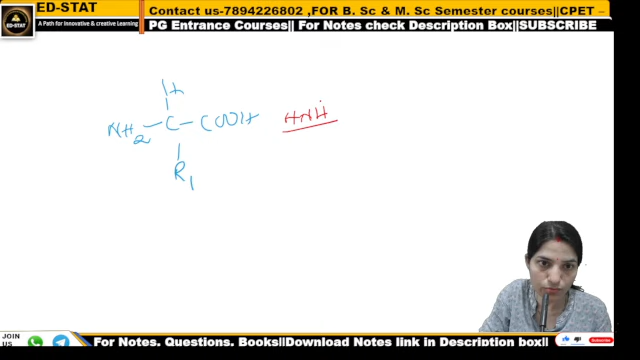 ED-STAT
A Path for Innovative & creative Learning
Contact us-7894226802 ,FOR B. Sc & M. Sc Semester courses||CPET –
PG Entrance Courses|| For Notes check Description Box||SUBSCRIBE
H
NH2 – C – COOH HNH
R1
JOIN US
For Notes. Questions. Books||Download Notes link in Description box||
Subscribe